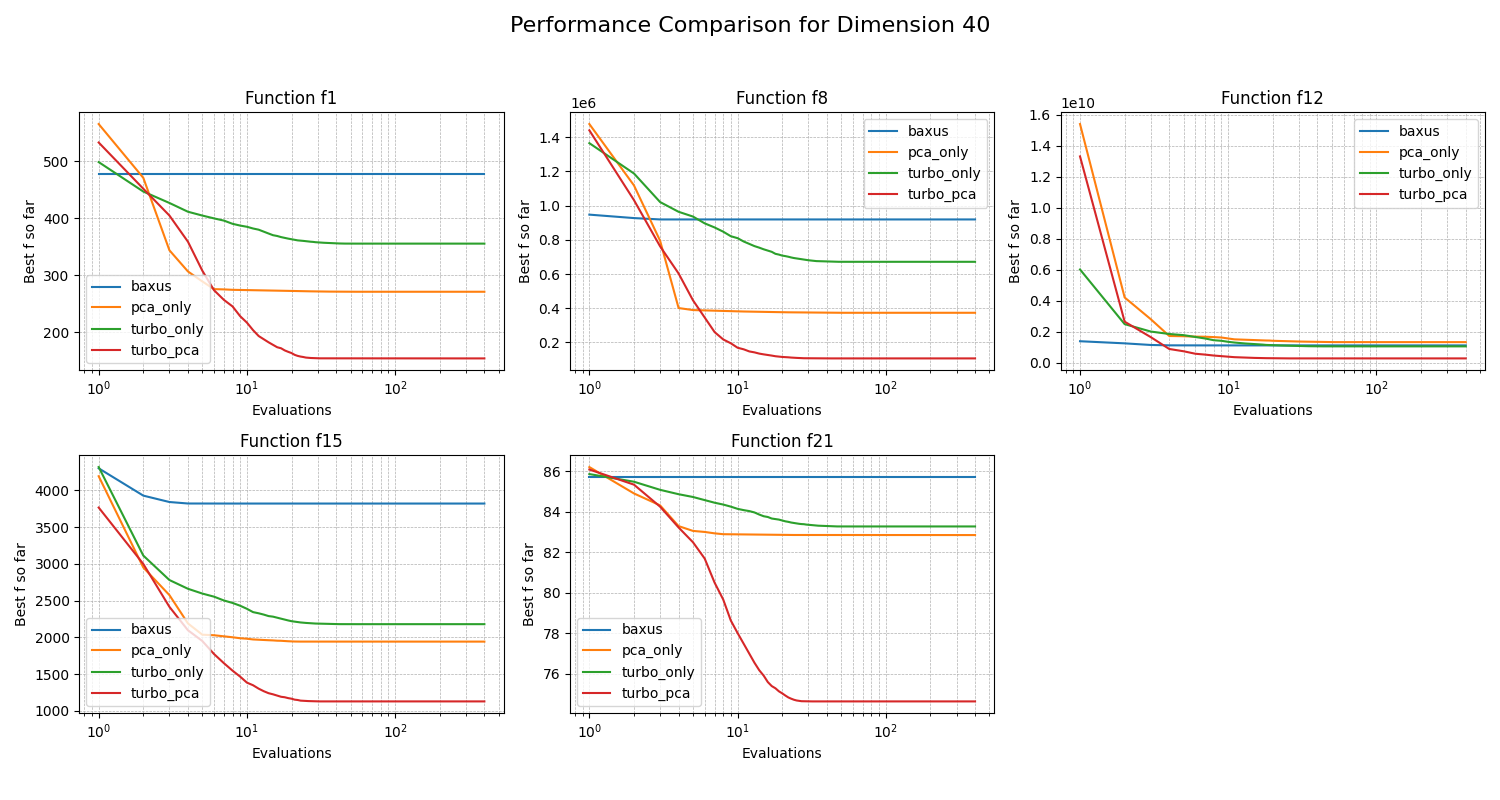 Performance Comparison for Dimension 40
Function f1
Best f so far
500
400
300
200
baxus
pca_only
turbo_only
turbo_pca
10^0
10^1
10^2
Evaluations
Function f8
1e6
Best f so far
1.4
1.2
1.0
0.8
0.6
0.4
0.2
baxus
pca_only
turbo_only
turbo_pca
10^0
10^1
10^2
Evaluations
Function f12
1e10
Best f so far
1.6
1.4
1.2
1.0
0.8
0.6
0.4
0.2
0.0
baxus
pca_only
turbo_only
turbo_pca
10^0
10^1
10^2
Evaluations
Function f15
Best f so far
4000
3500
3000
2500
2000
1500
1000
baxus
pca_only
turbo_only
turbo_pca
10^0
10^1
10^2
Evaluations
Function f21
Best f so far
86
84
82
80
78
76
baxus
pca_only
turbo_only
turbo_pca
10^0
10^1
10^2
Evaluations